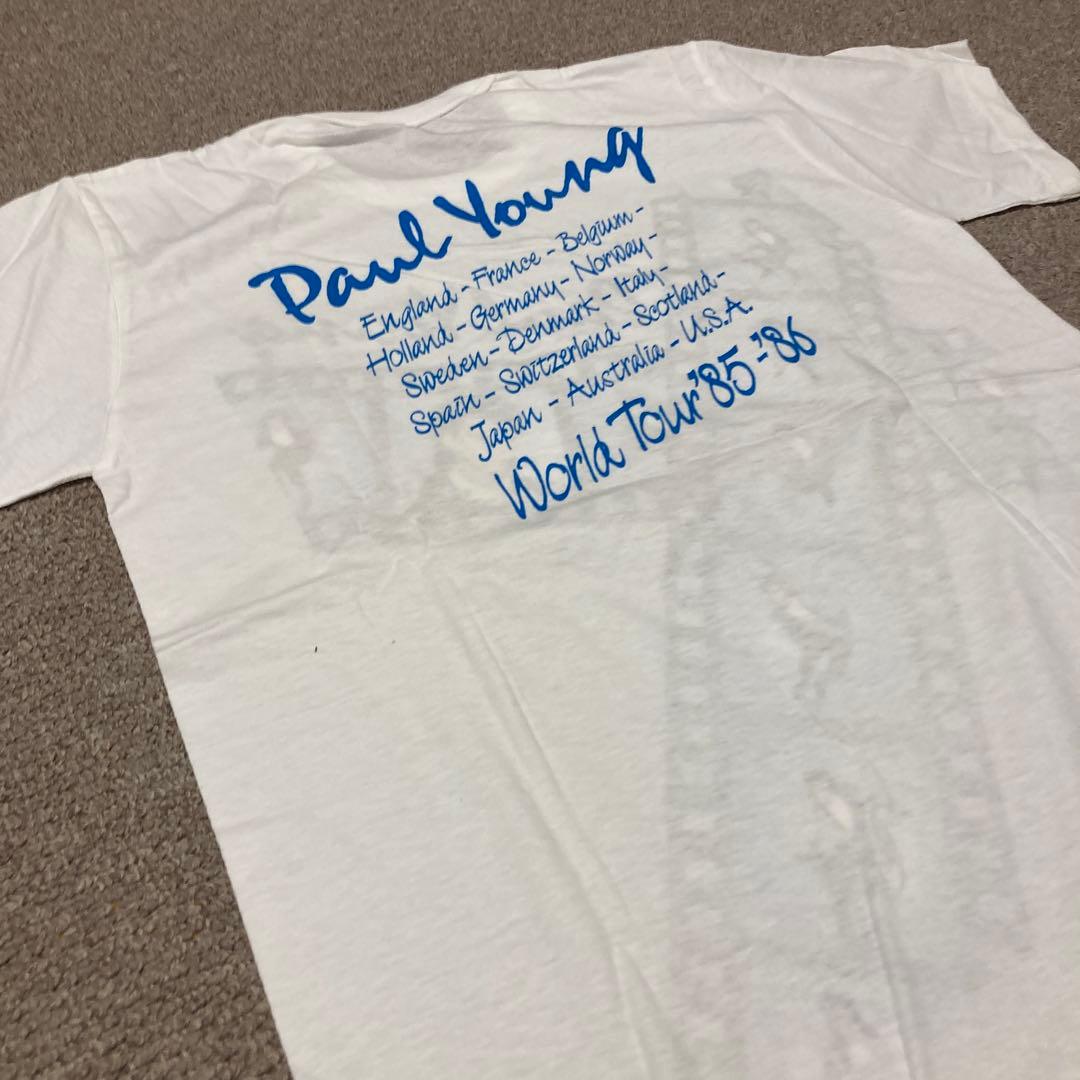 Paul Young
England - France - Belgium -
Holland - Germany - Norway -
Sweden - Denmark - Italy -
Spain - Switzerland - Scotland -
Japan - Australia - U.S.A.
World Tour '85-'86